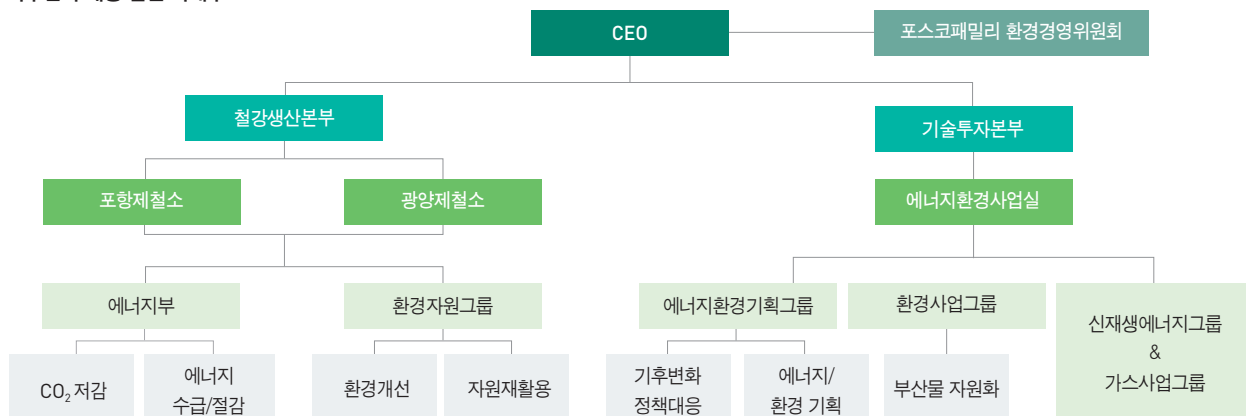 CEO
포스코패밀리 환경경영위원회
철강생산본부
기술투자본부
포항제철소
광양제철소
에너지환경사업실
에너지부
환경자원그룹
에너지환경기획그룹
환경사업그룹
신재생에너지그룹
&
가스사업그룹
CO₂ 저감
에너지
수급/절감
환경개선
자원재활용
기후변화
정책대응
에너지/
환경 기획
부산물 자원화